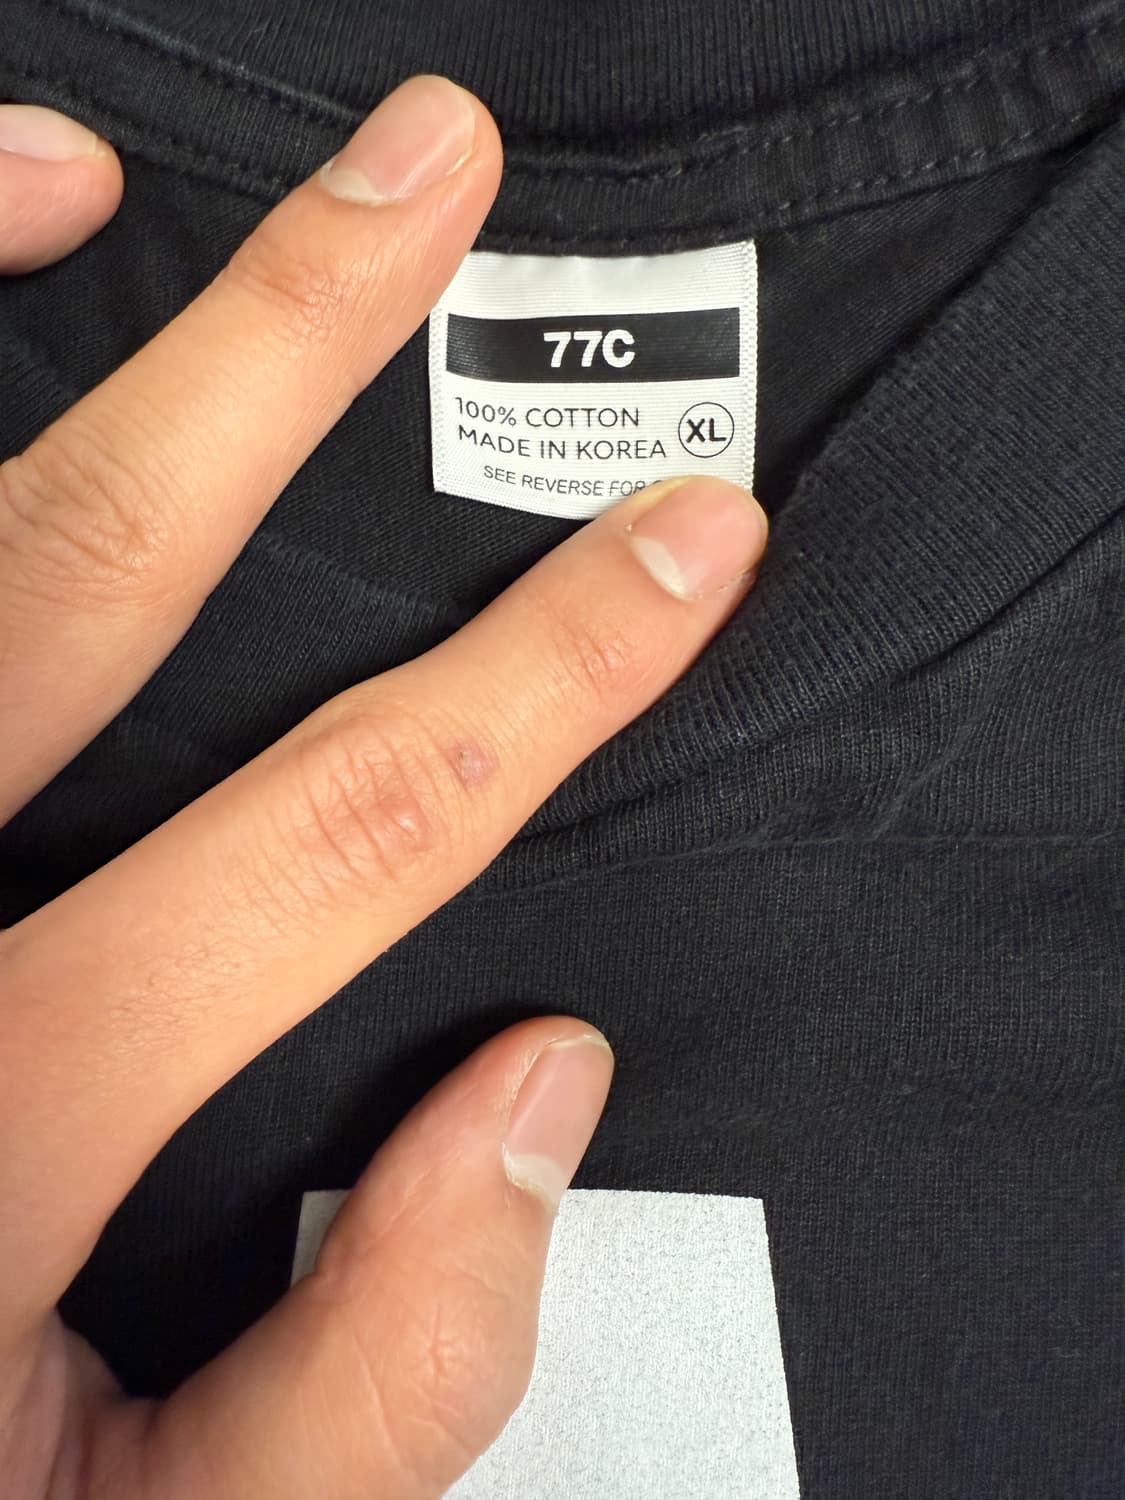 77C
100% COTTON
MADE IN KOREA
XL
SEE REVERSE FOR